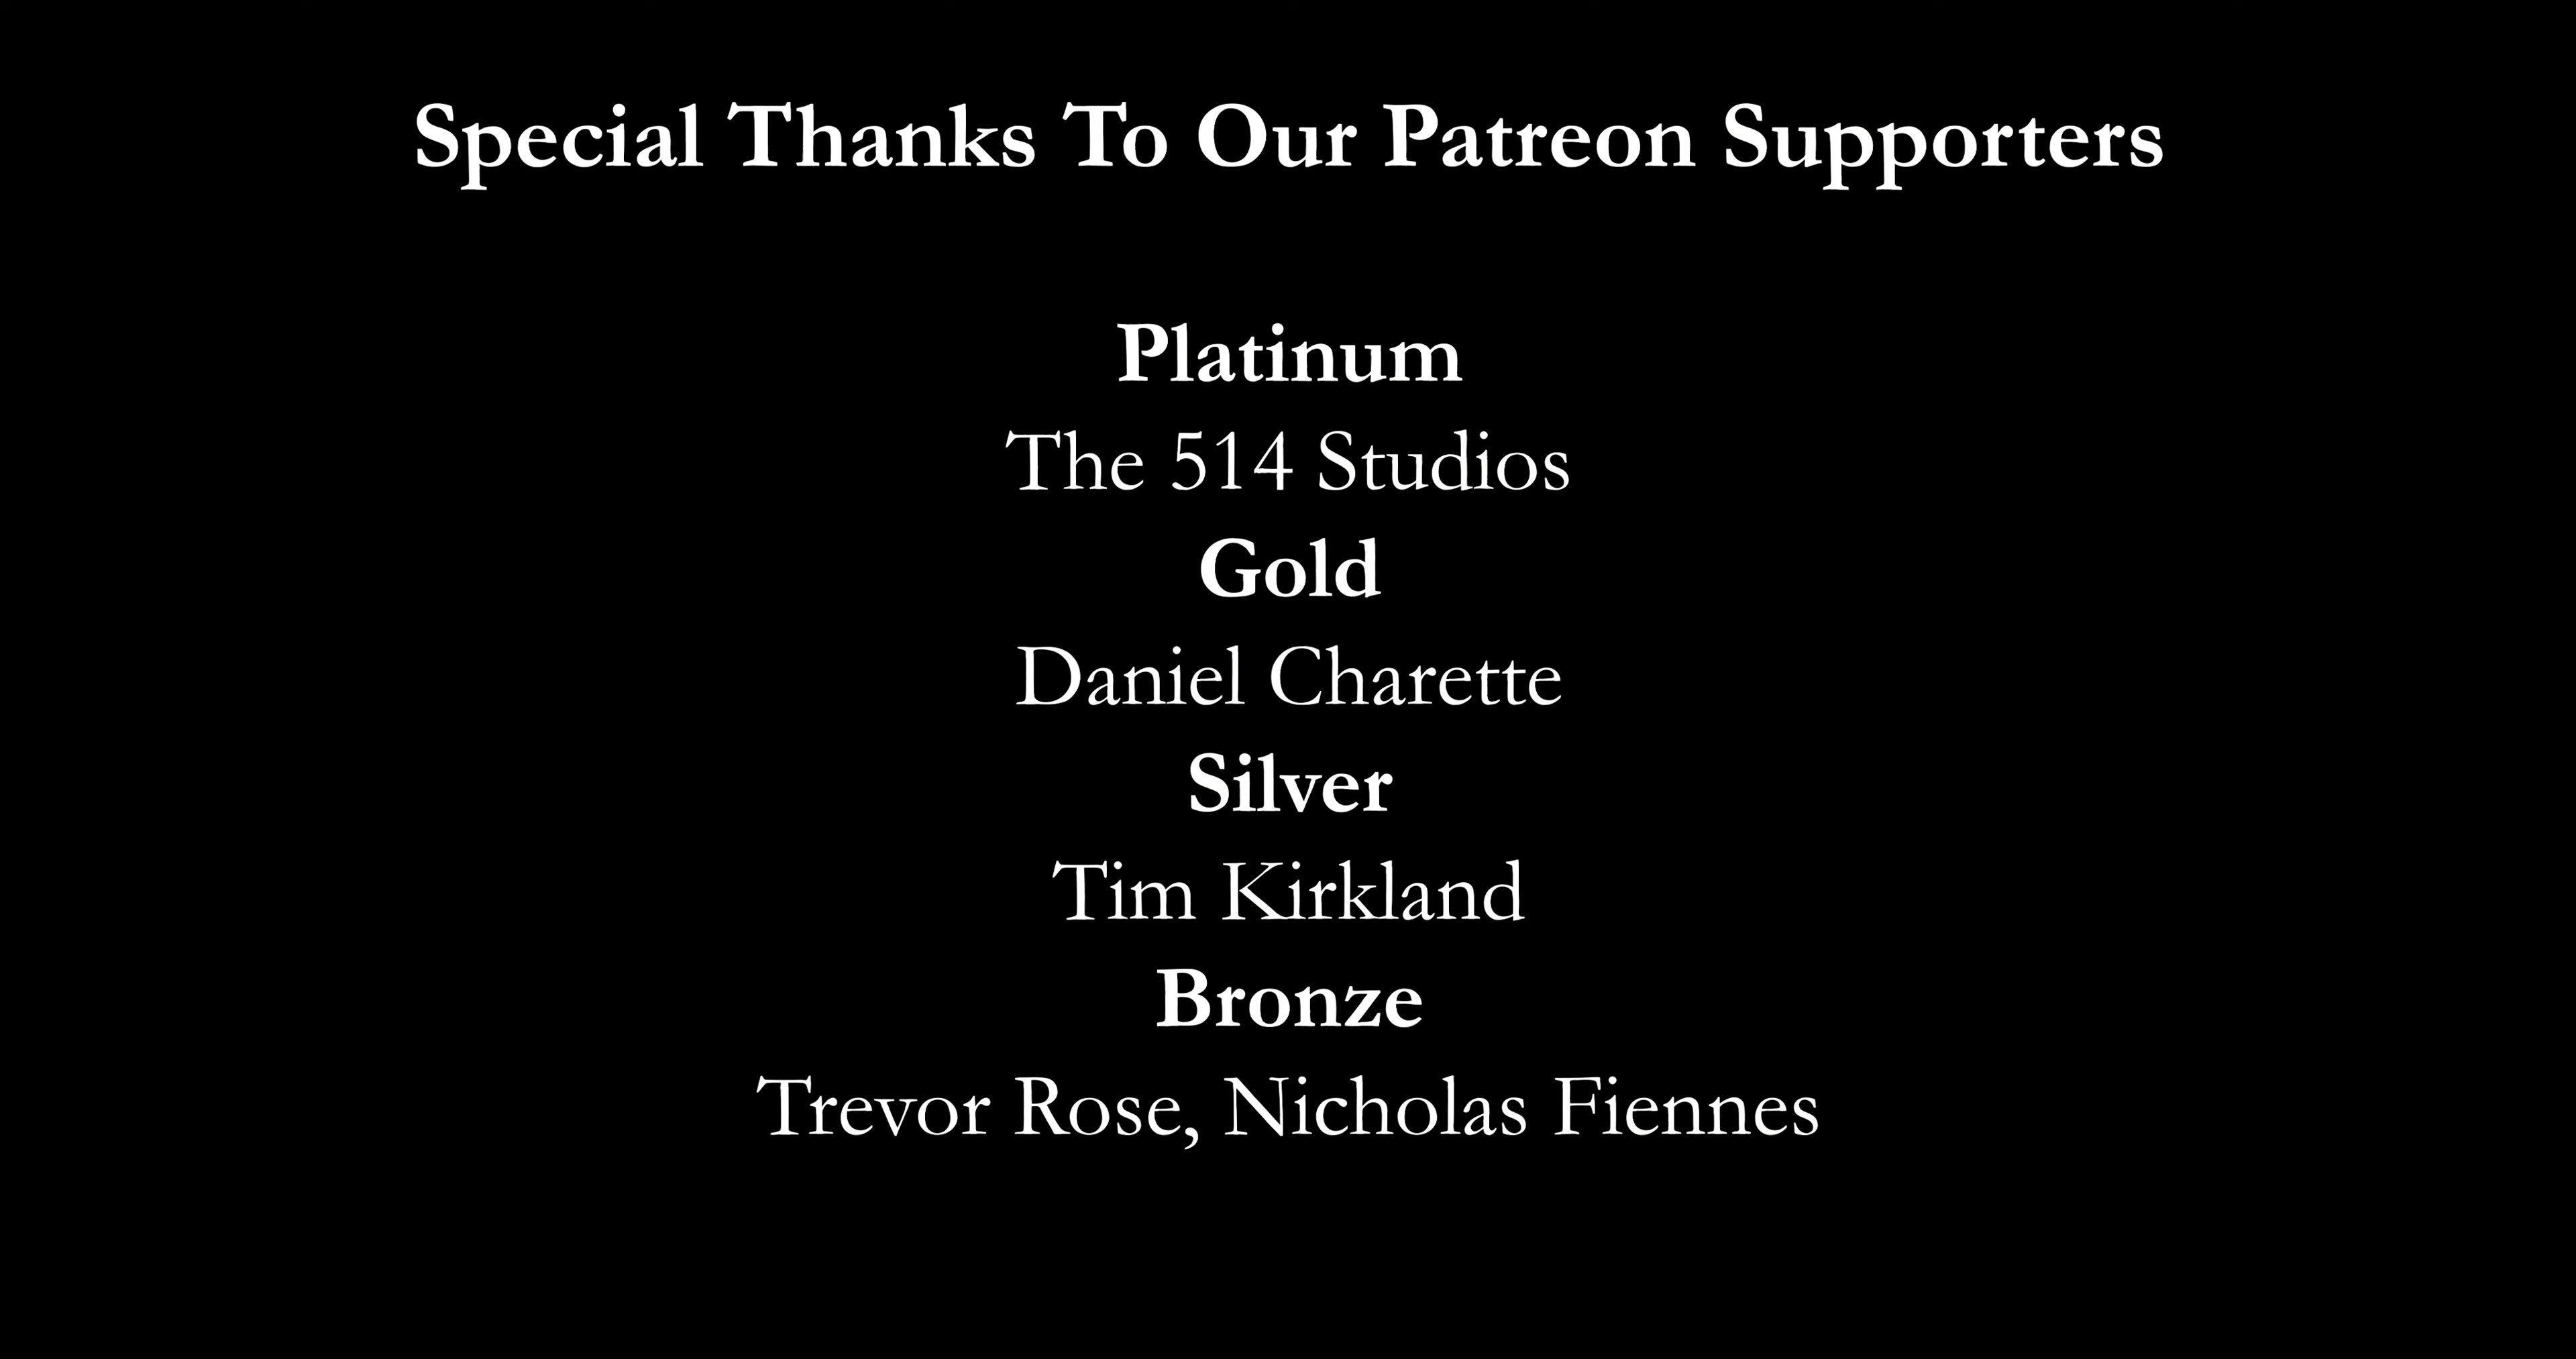 Special Thanks To Our Patreon Supporters
Platinum
The 514 Studios
Gold
Daniel Charette
Silver
Tim Kirkland
Bronze
Trevor Rose, Nicholas Fiennes